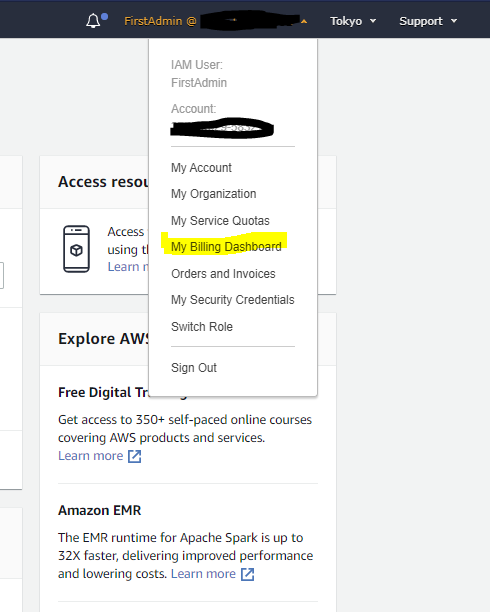 FirstAdmin @
Tokyo
Support
IAM User:
FirstAdmin
Account:
My Account
My Organization
My Service Quotas
My Billing Dashboard
Orders and Invoices
My Security Credentials
Switch Role
Sign Out
Access
Access
using
Learn
Explore AWS
Free Digital
Get access to 350+ self-paced online courses
covering AWS products and services.
Learn more
Amazon EMR
The EMR runtime for Apache Spark is up to
32X faster, delivering improved performance
and lowering costs. Learn more